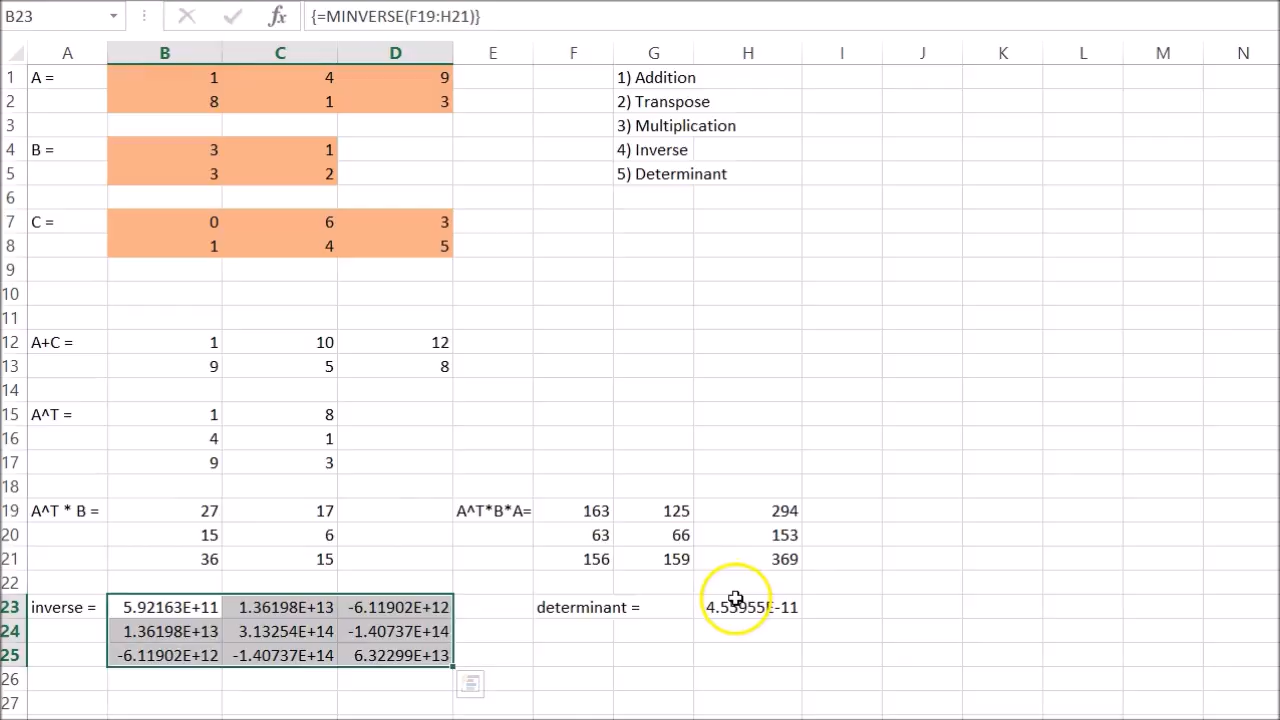 B23 fx {=MINVERSE(F19:H21)}
A B C D E F G H I J K L M N
1 A = 1 4 9 1) Addition
2 8 1 3 2) Transpose
3 3) Multiplication
4 B = 3 1 4) Inverse
5 3 2 5) Determinant
6
7 C = 0 6 3
8 1 4 5
9
10
11
12 A+C = 1 10 12
13 9 5 8
14
15 A^T = 1 8
16 4 1
17 9 3
18
19 A^T * B = 27 17 A^T*B*A= 163 125 294
20 15 6 63 66 153
21 36 15 156 159 369
22
23 inverse = 5.92163E+11 1.36198E+13 -6.11902E+12 determinant = 4.55955E-11
24 1.36198E+13 3.13254E+14 -1.40737E+14
25 -6.11902E+12 -1.40737E+14 6.32299E+13
26
27